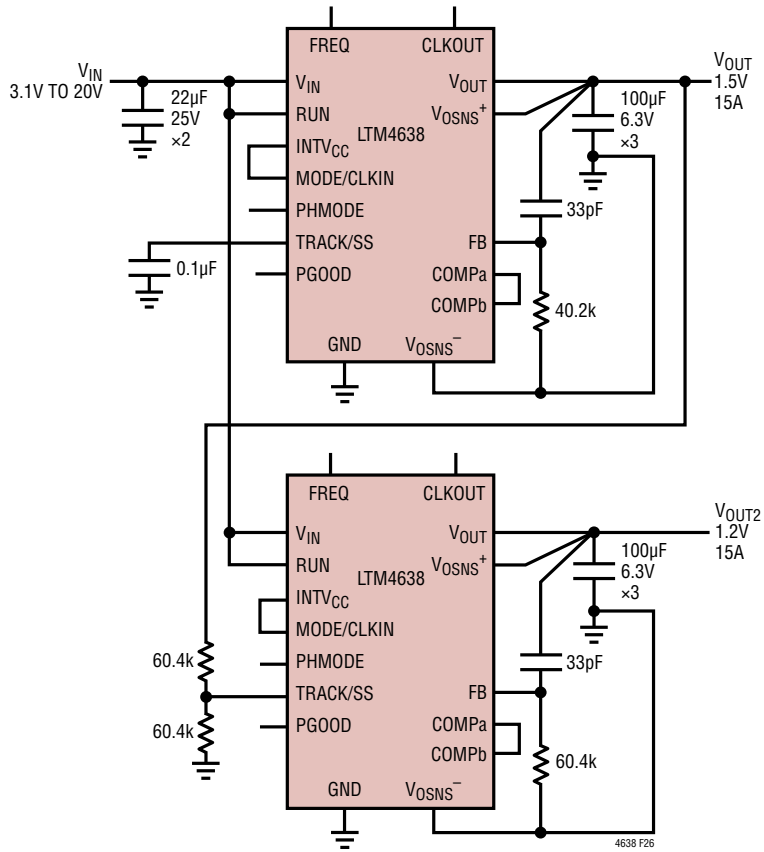 FREQ
CLKOUT
VIN
3.1V TO 20V
22µF
25V
×2
VIN
RUN
INTVCC
MODE/CLKIN
PHMODE
TRACK/SS
PGOOD
GND
LTM4638
VOUT
VOSNS+
FB
COMPa
COMPb
VOSNS–
0.1µF
33pF
40.2k
100µF
6.3V
×3
VOUT
1.5V
15A
FREQ
CLKOUT
VIN
RUN
INTVCC
MODE/CLKIN
PHMODE
TRACK/SS
PGOOD
GND
LTM4638
VOUT
VOSNS+
FB
COMPa
COMPb
VOSNS–
60.4k
60.4k
33pF
60.4k
100µF
6.3V
×3
VOUT2
1.2V
15A
4638 F26